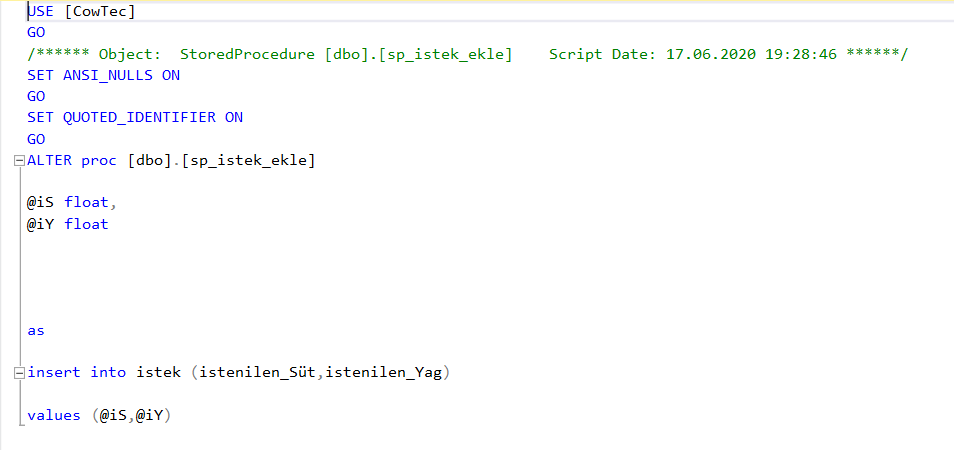 USE [CowTec]
GO
/****** Object:  StoredProcedure [dbo].[sp_istek_ekle]    Script Date: 17.06.2020 19:28:46 ******/
SET ANSI_NULLS ON
GO
SET QUOTED_IDENTIFIER ON
GO
ALTER proc [dbo].[sp_istek_ekle]
@iS float,
@iY float
as
insert into istek (istenilen_Süt,istenilen_Yag)
values (@iS,@iY)